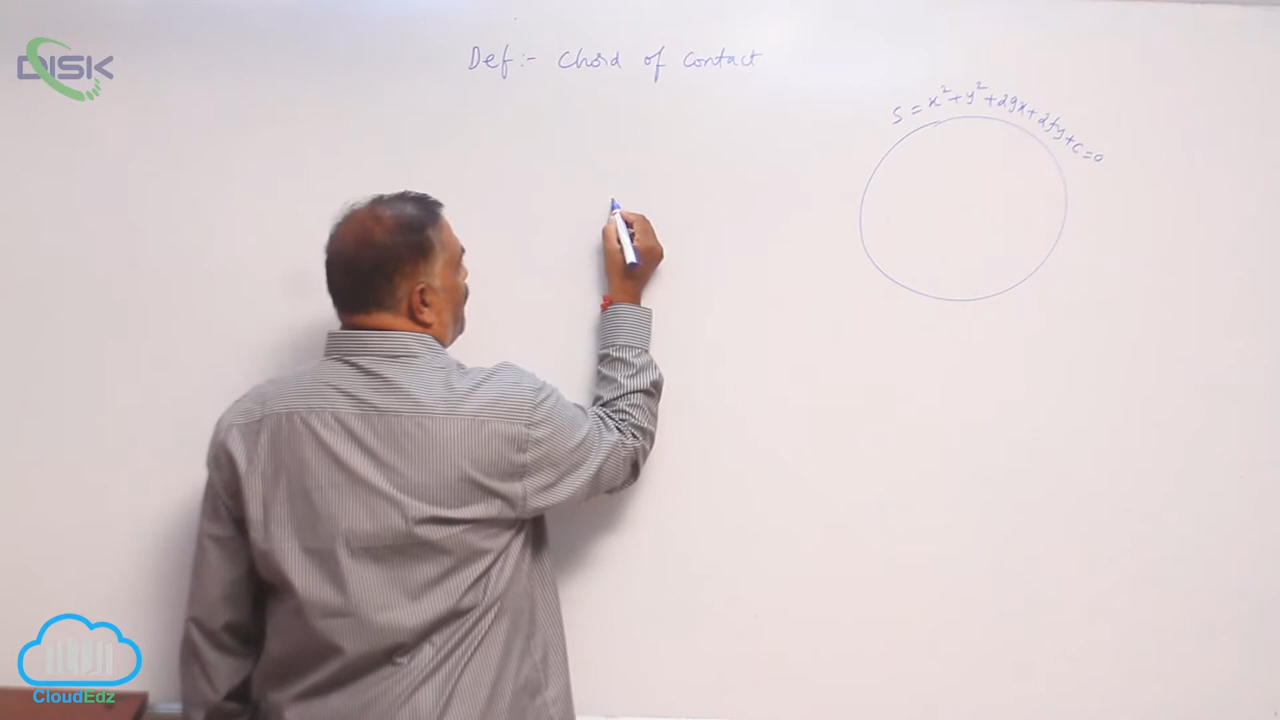 DISK
Def :- Chord of contact
S = x² + y² + 2gx + 2fy + c = 0
CloudEdz